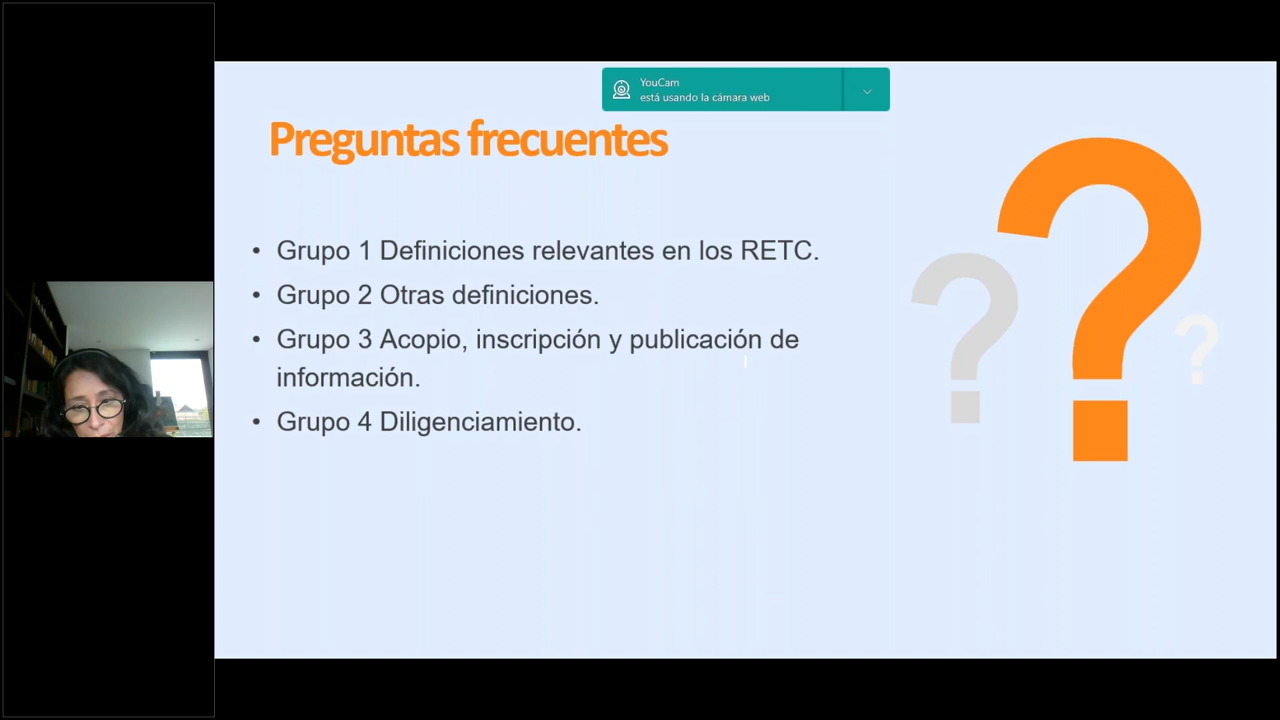 YouCam
está usando la cámara web
Preguntas frecuentes
• Grupo 1 Definiciones relevantes en los RETC.
• Grupo 2 Otras definiciones.
• Grupo 3 Acopio, inscripción y publicación de
información.
• Grupo 4 Diligenciamiento.
? ? ?